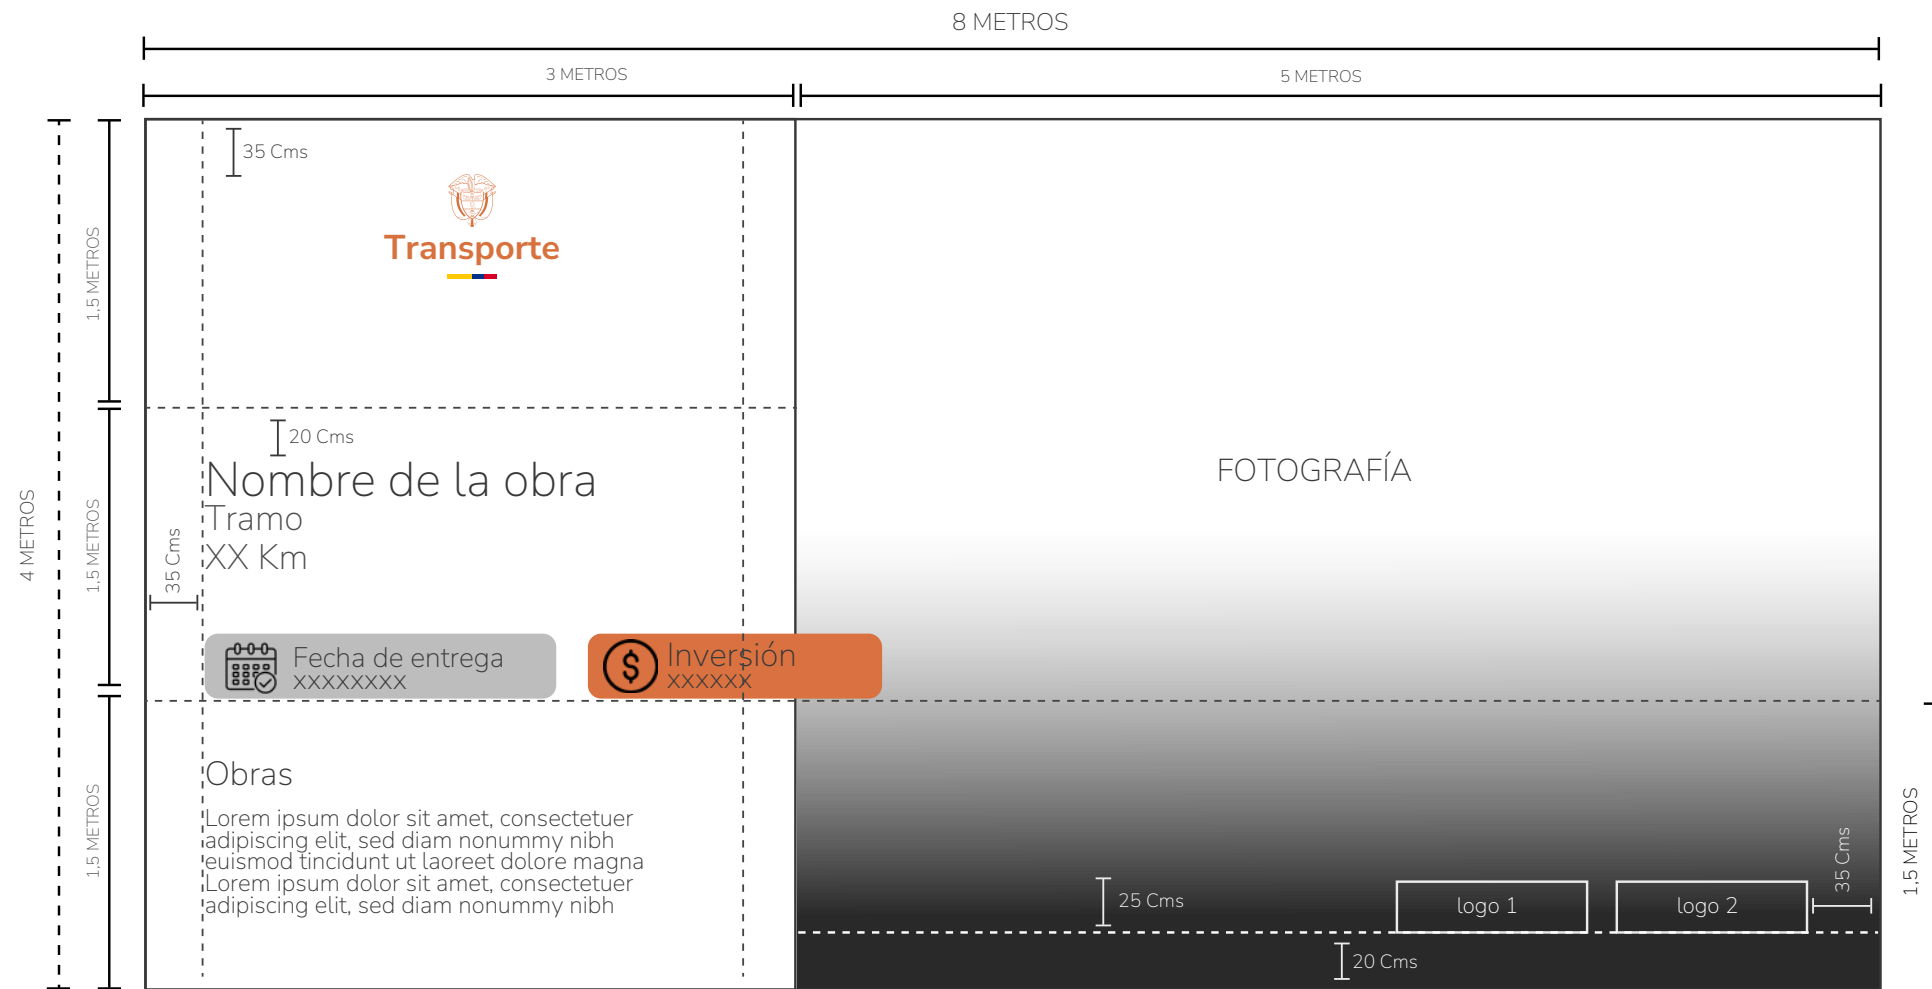 8 METROS
3 METROS
5 METROS
35 Cms
Transporte
1,5 METROS
20 Cms
Nombre de la obra
Tramo
XX Km
FOTOGRAFÍA
4 METROS
1,5 METROS
35 Cms
Fecha de entrega
XXXXXXXX
Inversión
XXXXXX
Obras
Lorem ipsum dolor sit amet, consectetuer
adipiscing elit, sed diam nonummy nibh
euismod tincidunt ut laoreet dolore magna
Lorem ipsum dolor sit amet, consectetuer
adipiscing elit, sed diam nonummy nibh
1,5 METROS
25 Cms
logo 1
logo 2
35 Cms
1,5 METROS
20 Cms